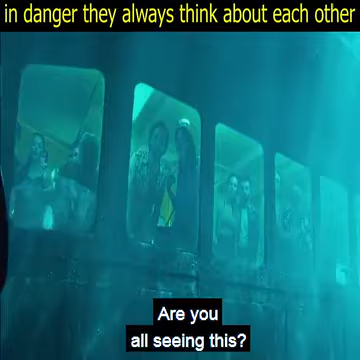 in danger they always think about each other
Are you
all seeing this?